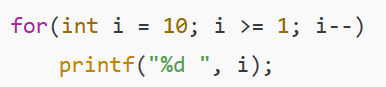 for(int i = 10; i >= 1; i--)
    printf("%d ", i);